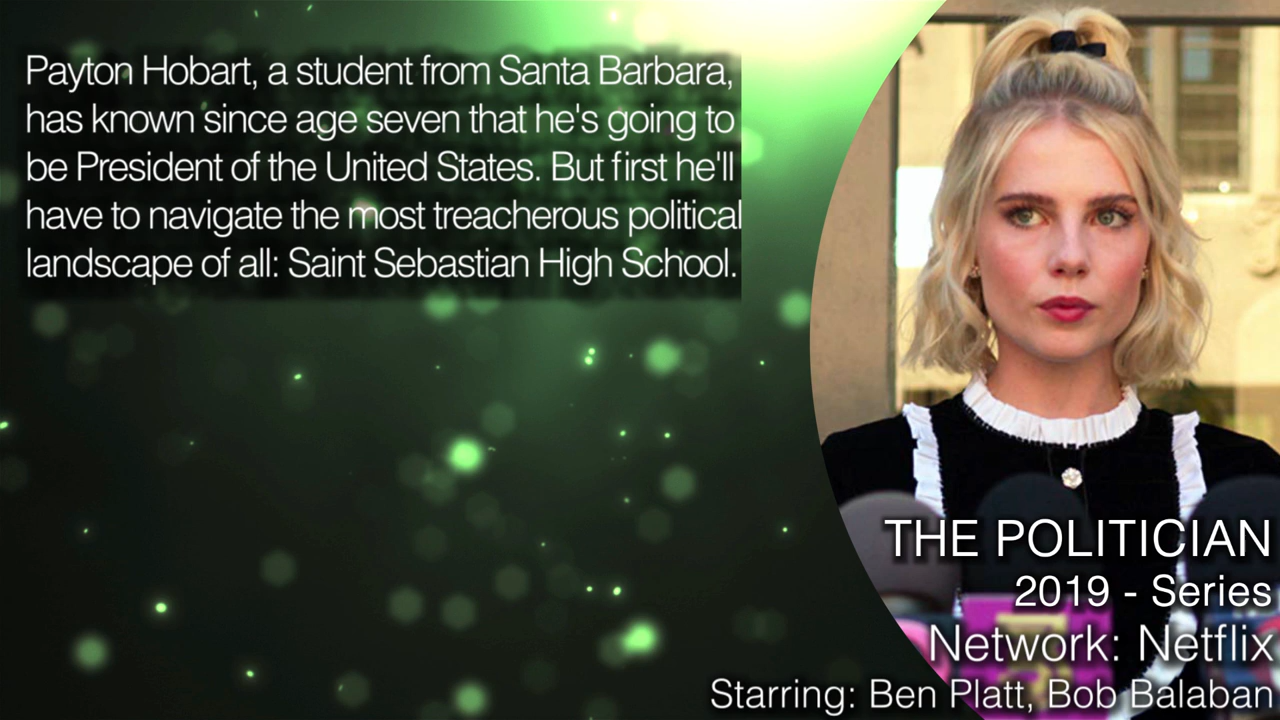 Payton Hobart, a student from Santa Barbara,
has known since age seven that he's going to
be President of the United States. But first he'll
have to navigate the most treacherous political
landscape of all: Saint Sebastian High School.
THE POLITICIAN
2019 - Series
Network: Netflix
Starring: Ben Platt, Bob Balaban